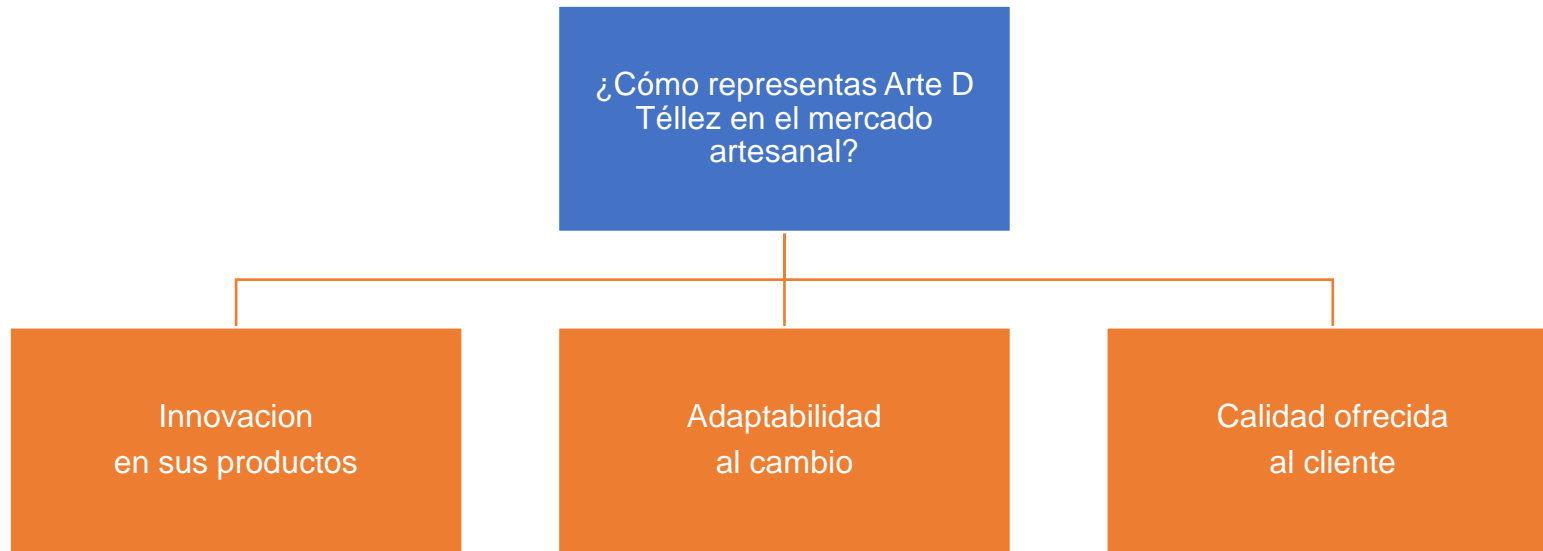 ¿Cómo representas Arte D
Téllez en el mercado
artesanal?
Innovacion
en sus productos
Adaptabilidad
al cambio
Calidad ofrecida
al cliente